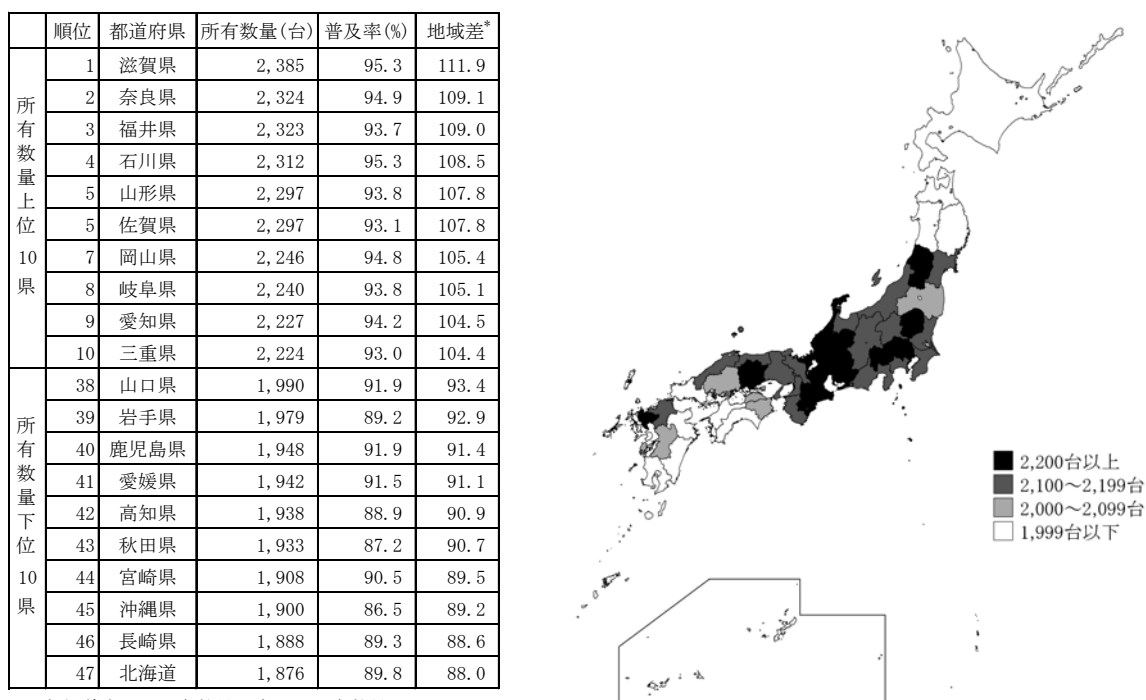 順位 都道府県 所有数量(台) 普及率(%) 地域差*
所有数量上位10県
1 滋賀県 2,385 95.3 111.9
2 奈良県 2,324 94.9 109.1
3 福井県 2,323 93.7 109.0
4 石川県 2,312 95.3 108.5
5 山形県 2,297 93.8 107.8
5 佐賀県 2,297 93.1 107.8
7 岡山県 2,246 94.8 105.4
8 岐阜県 2,240 93.8 105.1
9 愛知県 2,227 94.2 104.5
10 三重県 2,224 93.0 104.4
所有数量下位10県
38 山口県 1,990 91.9 93.4
39 岩手県 1,979 89.2 92.9
40 鹿児島県 1,948 91.9 91.4
41 愛媛県 1,942 91.5 91.1
42 高知県 1,938 88.9 90.9
43 秋田県 1,933 87.2 90.7
44 宮崎県 1,908 90.5 89.5
45 沖縄県 1,900 86.5 89.2
46 長崎県 1,888 89.3 88.6
47 北海道 1,876 89.8 88.0
2,200台以上
2,100～2,199台
2,000～2,099台
1,999台以下